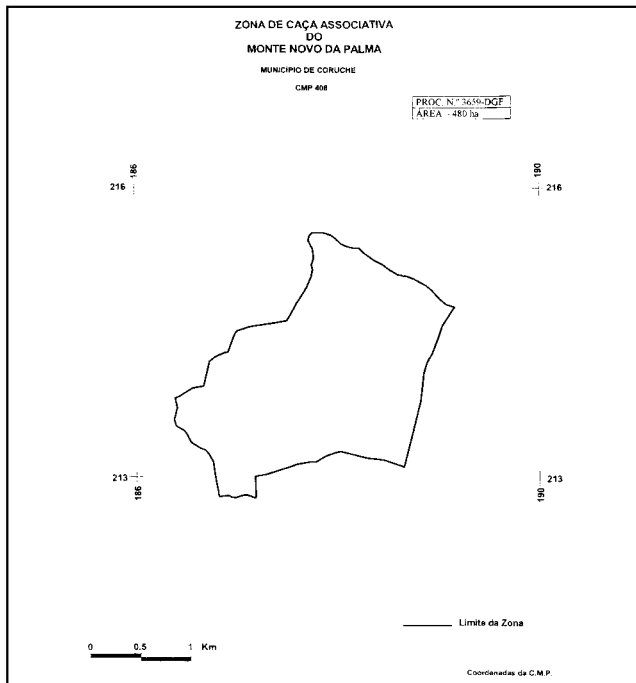 ZONA DE CAÇA ASSOCIATIVA
DO
MONTE NOVO DA PALMA
MUNICIPIO DE CORUCHE
CMP 408
PROC. N.º 3659-DGF
ÁREA - 480 ha
186
190
216
216
213
213
186
190
Limite da Zona
0 0.5 1 Km
Coordenadas da C.M.P.